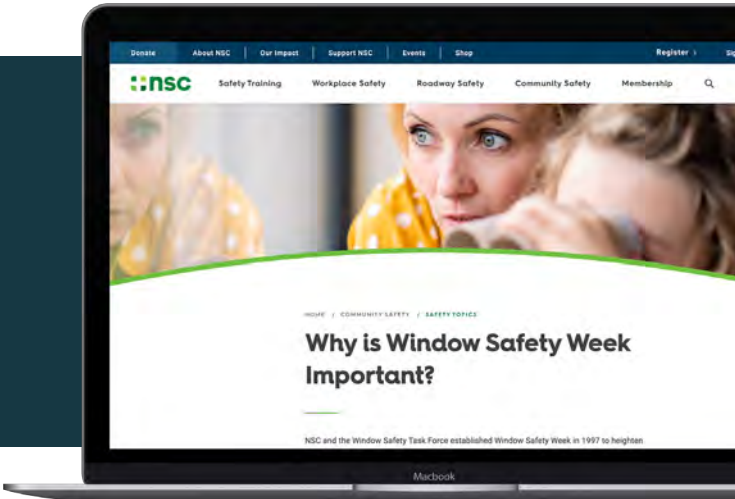 Donate About NSC Our Impact Support NSC Events Shop Register
nsc Safety Training Workplace Safety Roadway Safety Community Safety Membership
HOME / COMMUNITY SAFETY / SAFETY TOPICS
Why is Window Safety Week
Important?
NSC and the Window Safety Task Force established Window Safety Week in 1997 to heighten
Macbook